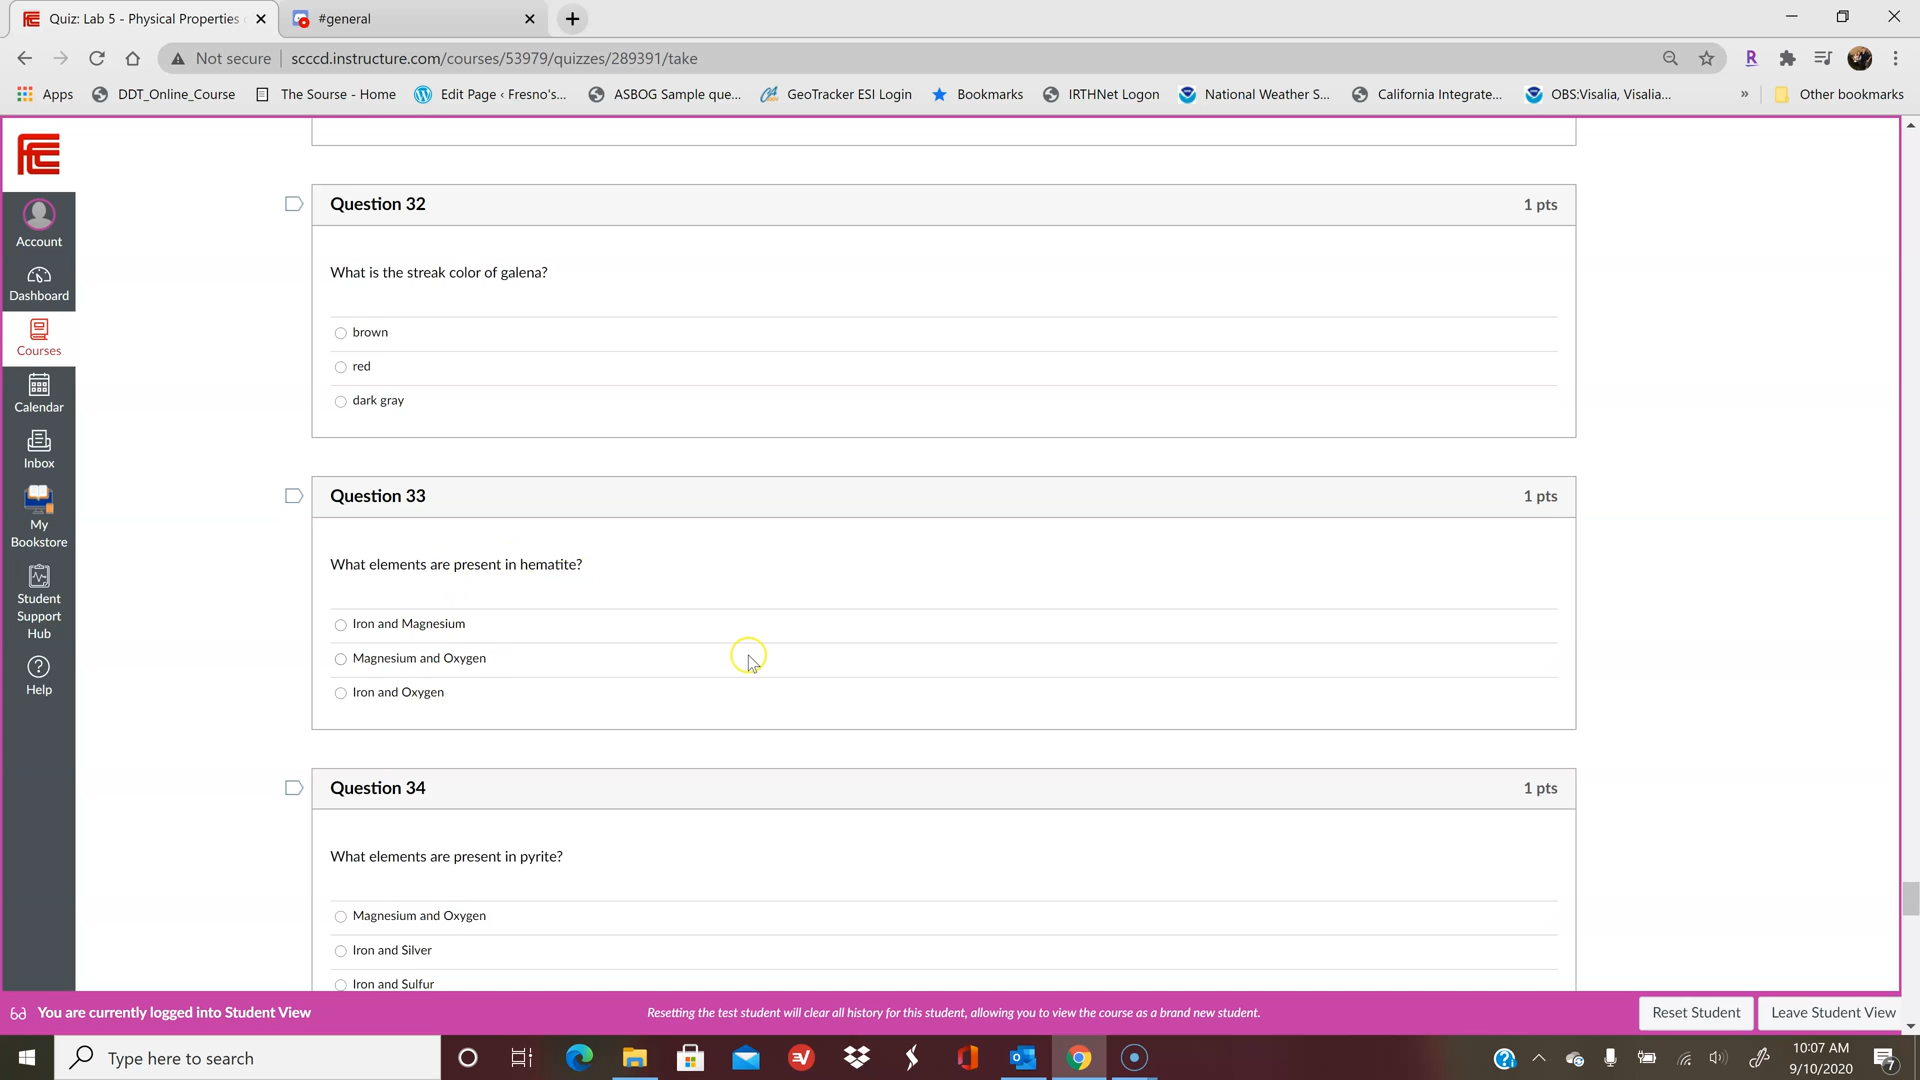 Quiz: Lab 5 - Physical Properties
#general
Not secure
scccd.instructure.com/courses/53979/quizzes/289391/take
R
Apps
DDT_Online_Course
The Sourse - Home
Edit Page ‹ Fresno's...
ASBOG Sample que...
GeoTracker ESI Login
Bookmarks
IRTHNet Logon
National Weather S...
California Integrate...
OBS:Visalia, Visalia...
»
Other bookmarks
Account
Dashboard
Courses
Calendar
Inbox
My
Bookstore
Student
Support
Hub
Help
Question 32
1 pts
What is the streak color of galena?
brown
red
dark gray
Question 33
1 pts
What elements are present in hematite?
Iron and Magnesium
Magnesium and Oxygen
Iron and Oxygen
Question 34
1 pts
What elements are present in pyrite?
Magnesium and Oxygen
Iron and Silver
Iron and Sulfur
You are currently logged into Student View
Resetting the test student will clear all history for this student, allowing you to view the course as a brand new student.
Reset Student
Leave Student View
Type here to search
10:07 AM
9/10/2020
7